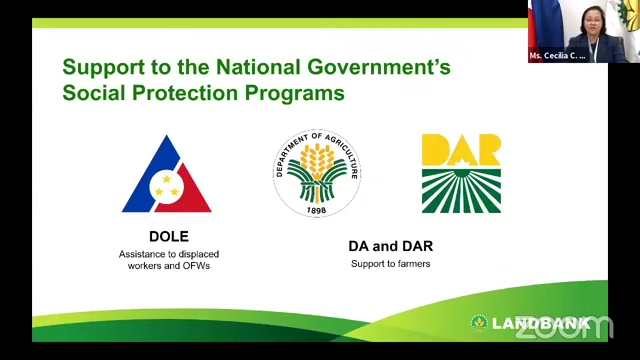 Support to the National Government's
Social Protection Programs
Ms. Cecilia C. ...
DEPARTMENT OF AGRICULTURE
1898
DAR
DOLE
Assistance to displaced
workers and OFWs
DA and DAR
Support to farmers
LANDBANK
zoom